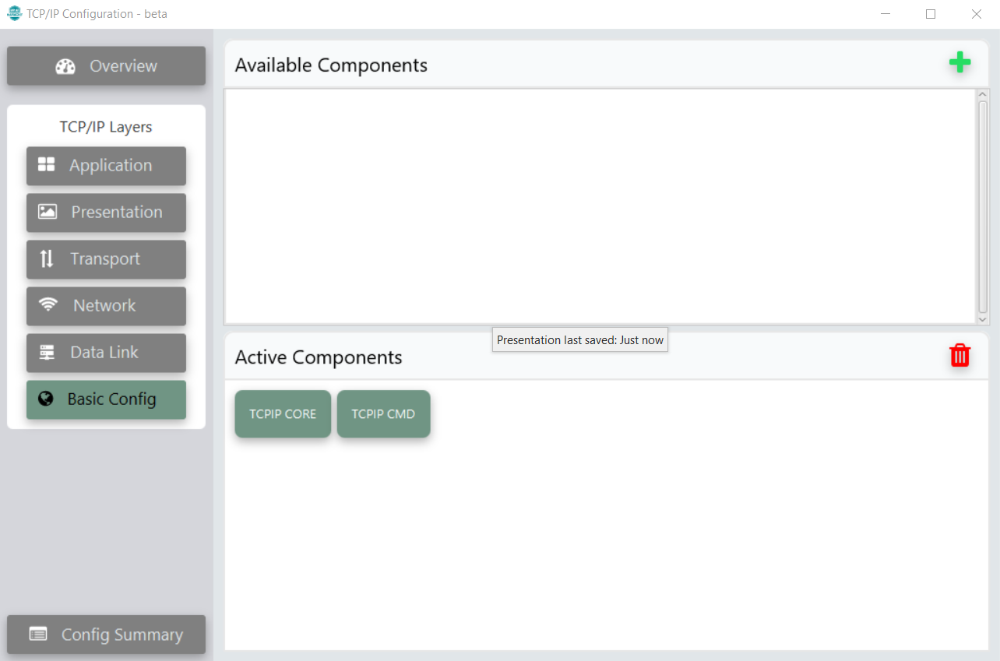 TCP/IP Configuration - beta
Overview
TCP/IP Layers
Application
Presentation
Transport
Network
Data Link
Basic Config
Config Summary
Available Components
Presentation last saved: Just now
Active Components
TCPIP CORE
TCPIP CMD